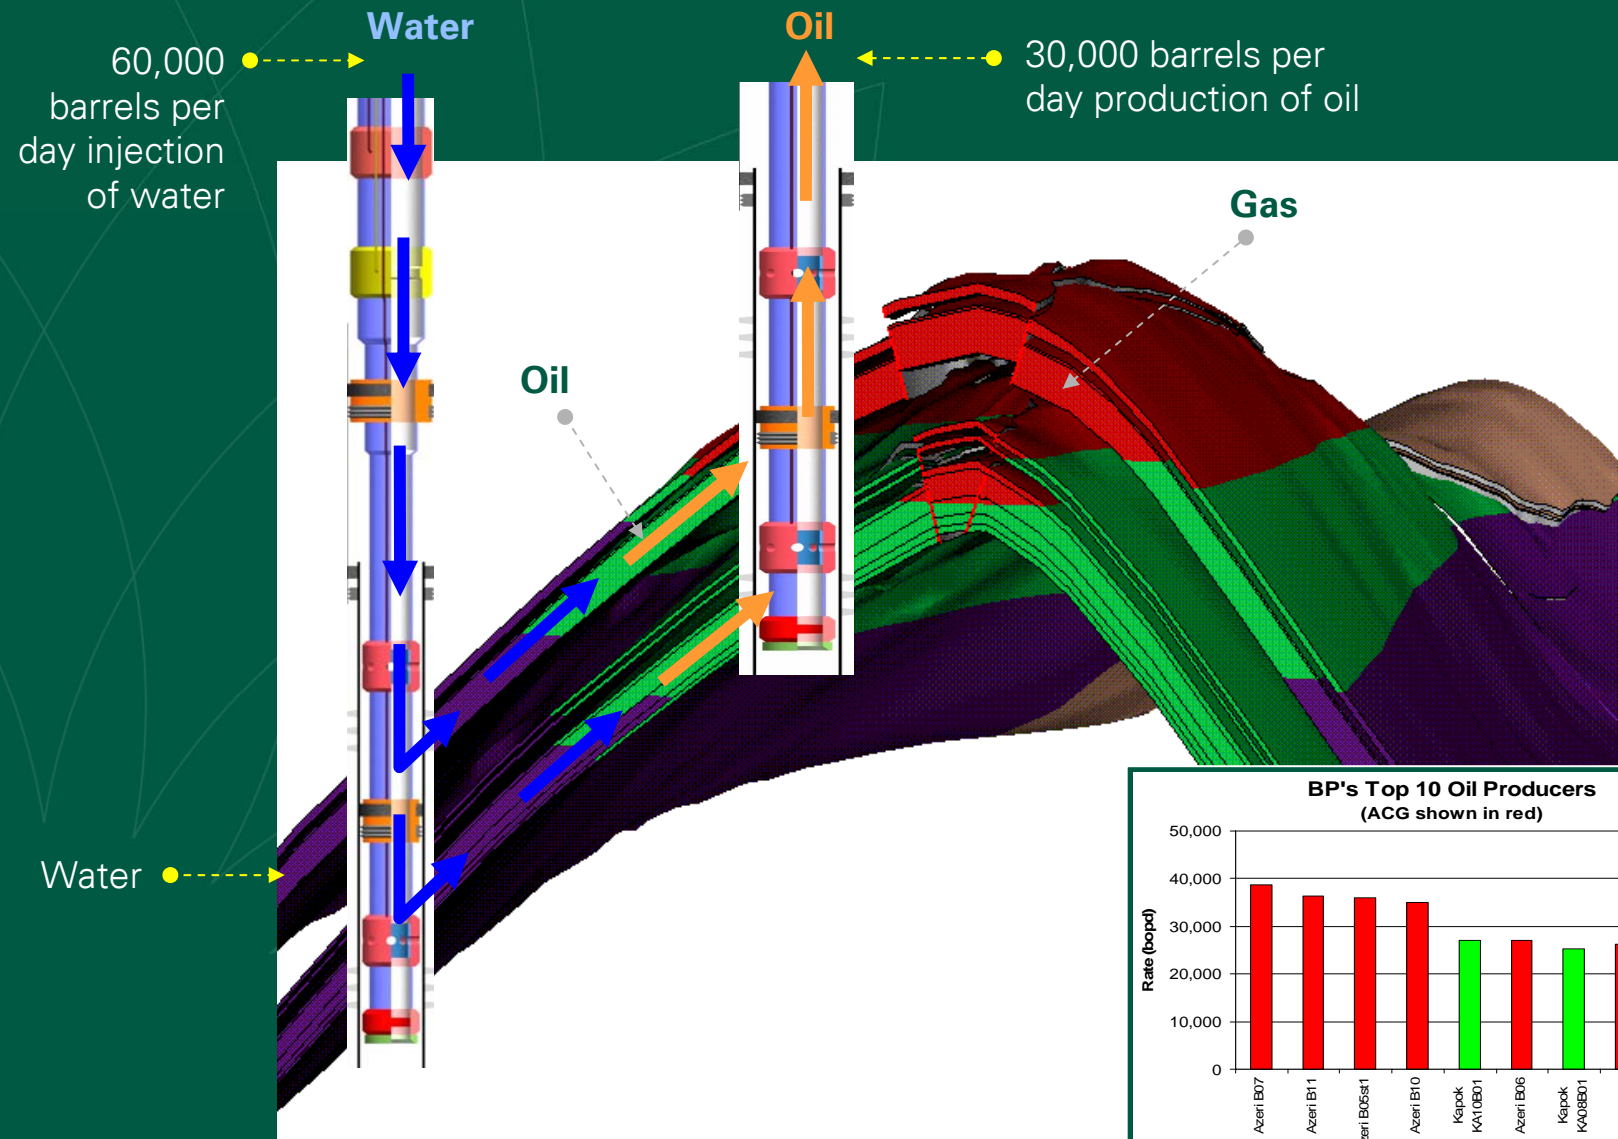 Water
Oil
60,000
barrels per
day injection
of water
30,000 barrels per
day production of oil
Gas
Oil
Water
BP's Top 10 Oil Producers
(ACG shown in red)
Rate (bopd)
50,000
40,000
30,000
20,000
10,000
0
Azeri B07
Azeri B11
zeri B05st1
Azeri B10
Kapok
KA10B01
Azeri B06
Kapok
KA08B01